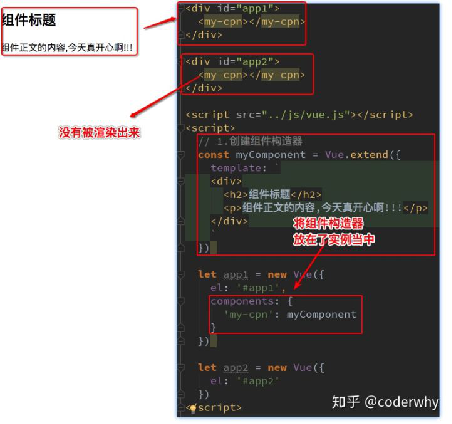 组件标题
组件正文的内容,今天真开心啊!!!
没有被渲染出来
<div id="app1">
<my-cpn></my-cpn>
</div>
<div id="app2">
<my-cpn></my-cpn>
</div>
<script src="../js/vue.js"></script>
<script>
// 1.创建组件构造器
const myComponent = Vue.extend({
template: `
<div>
<h2>组件标题</h2>
<p>组件正文的内容,今天真开心啊!!!</p>
</div>
`
})
将组件构造器
放在了实例当中
let app1 = new Vue({
el: '#app1',
components: {
'my-cpn': myComponent
}
})
let app2 = new Vue({
el: '#app2'
})
</script>
知乎 @coderwhy